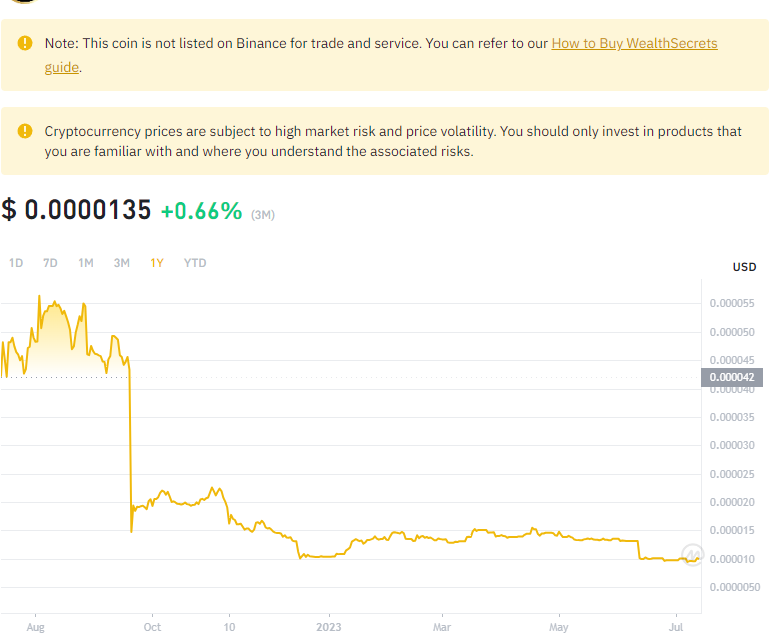 Note: This coin is not listed on Binance for trade and service. You can refer to our How to Buy WealthSecrets
guide.
Cryptocurrency prices are subject to high market risk and price volatility. You should only invest in products that
you are familiar with and where you understand the associated risks.
$ 0.0000135 +0.66% (3M)
1D 7D 1M 3M 1Y YTD
USD
0.000055
0.000050
0.000045
0.000042
0.000040
0.000035
0.000030
0.000025
0.000020
0.000015
0.000010
0.0000050
Aug Oct 10 2023 Mar May Jul